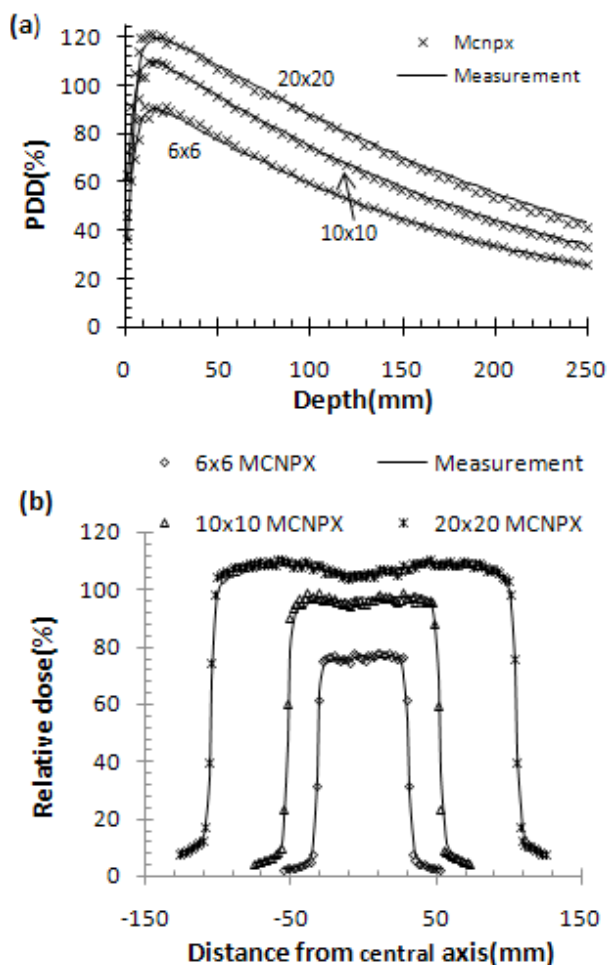 (a)
120
100
80
60
40
20
0
PDD(%)
× Mcnpx
Measurement
20x20
6x6
10x10
0 50 100 150 200 250
Depth(mm)
6x6 MCNPX Measurement
(b)
10x10 MCNPX 20x20 MCNPX
120
100
80
60
40
20
0
Relative dose(%)
-150 -50 50 150
Distance from central axis(mm)